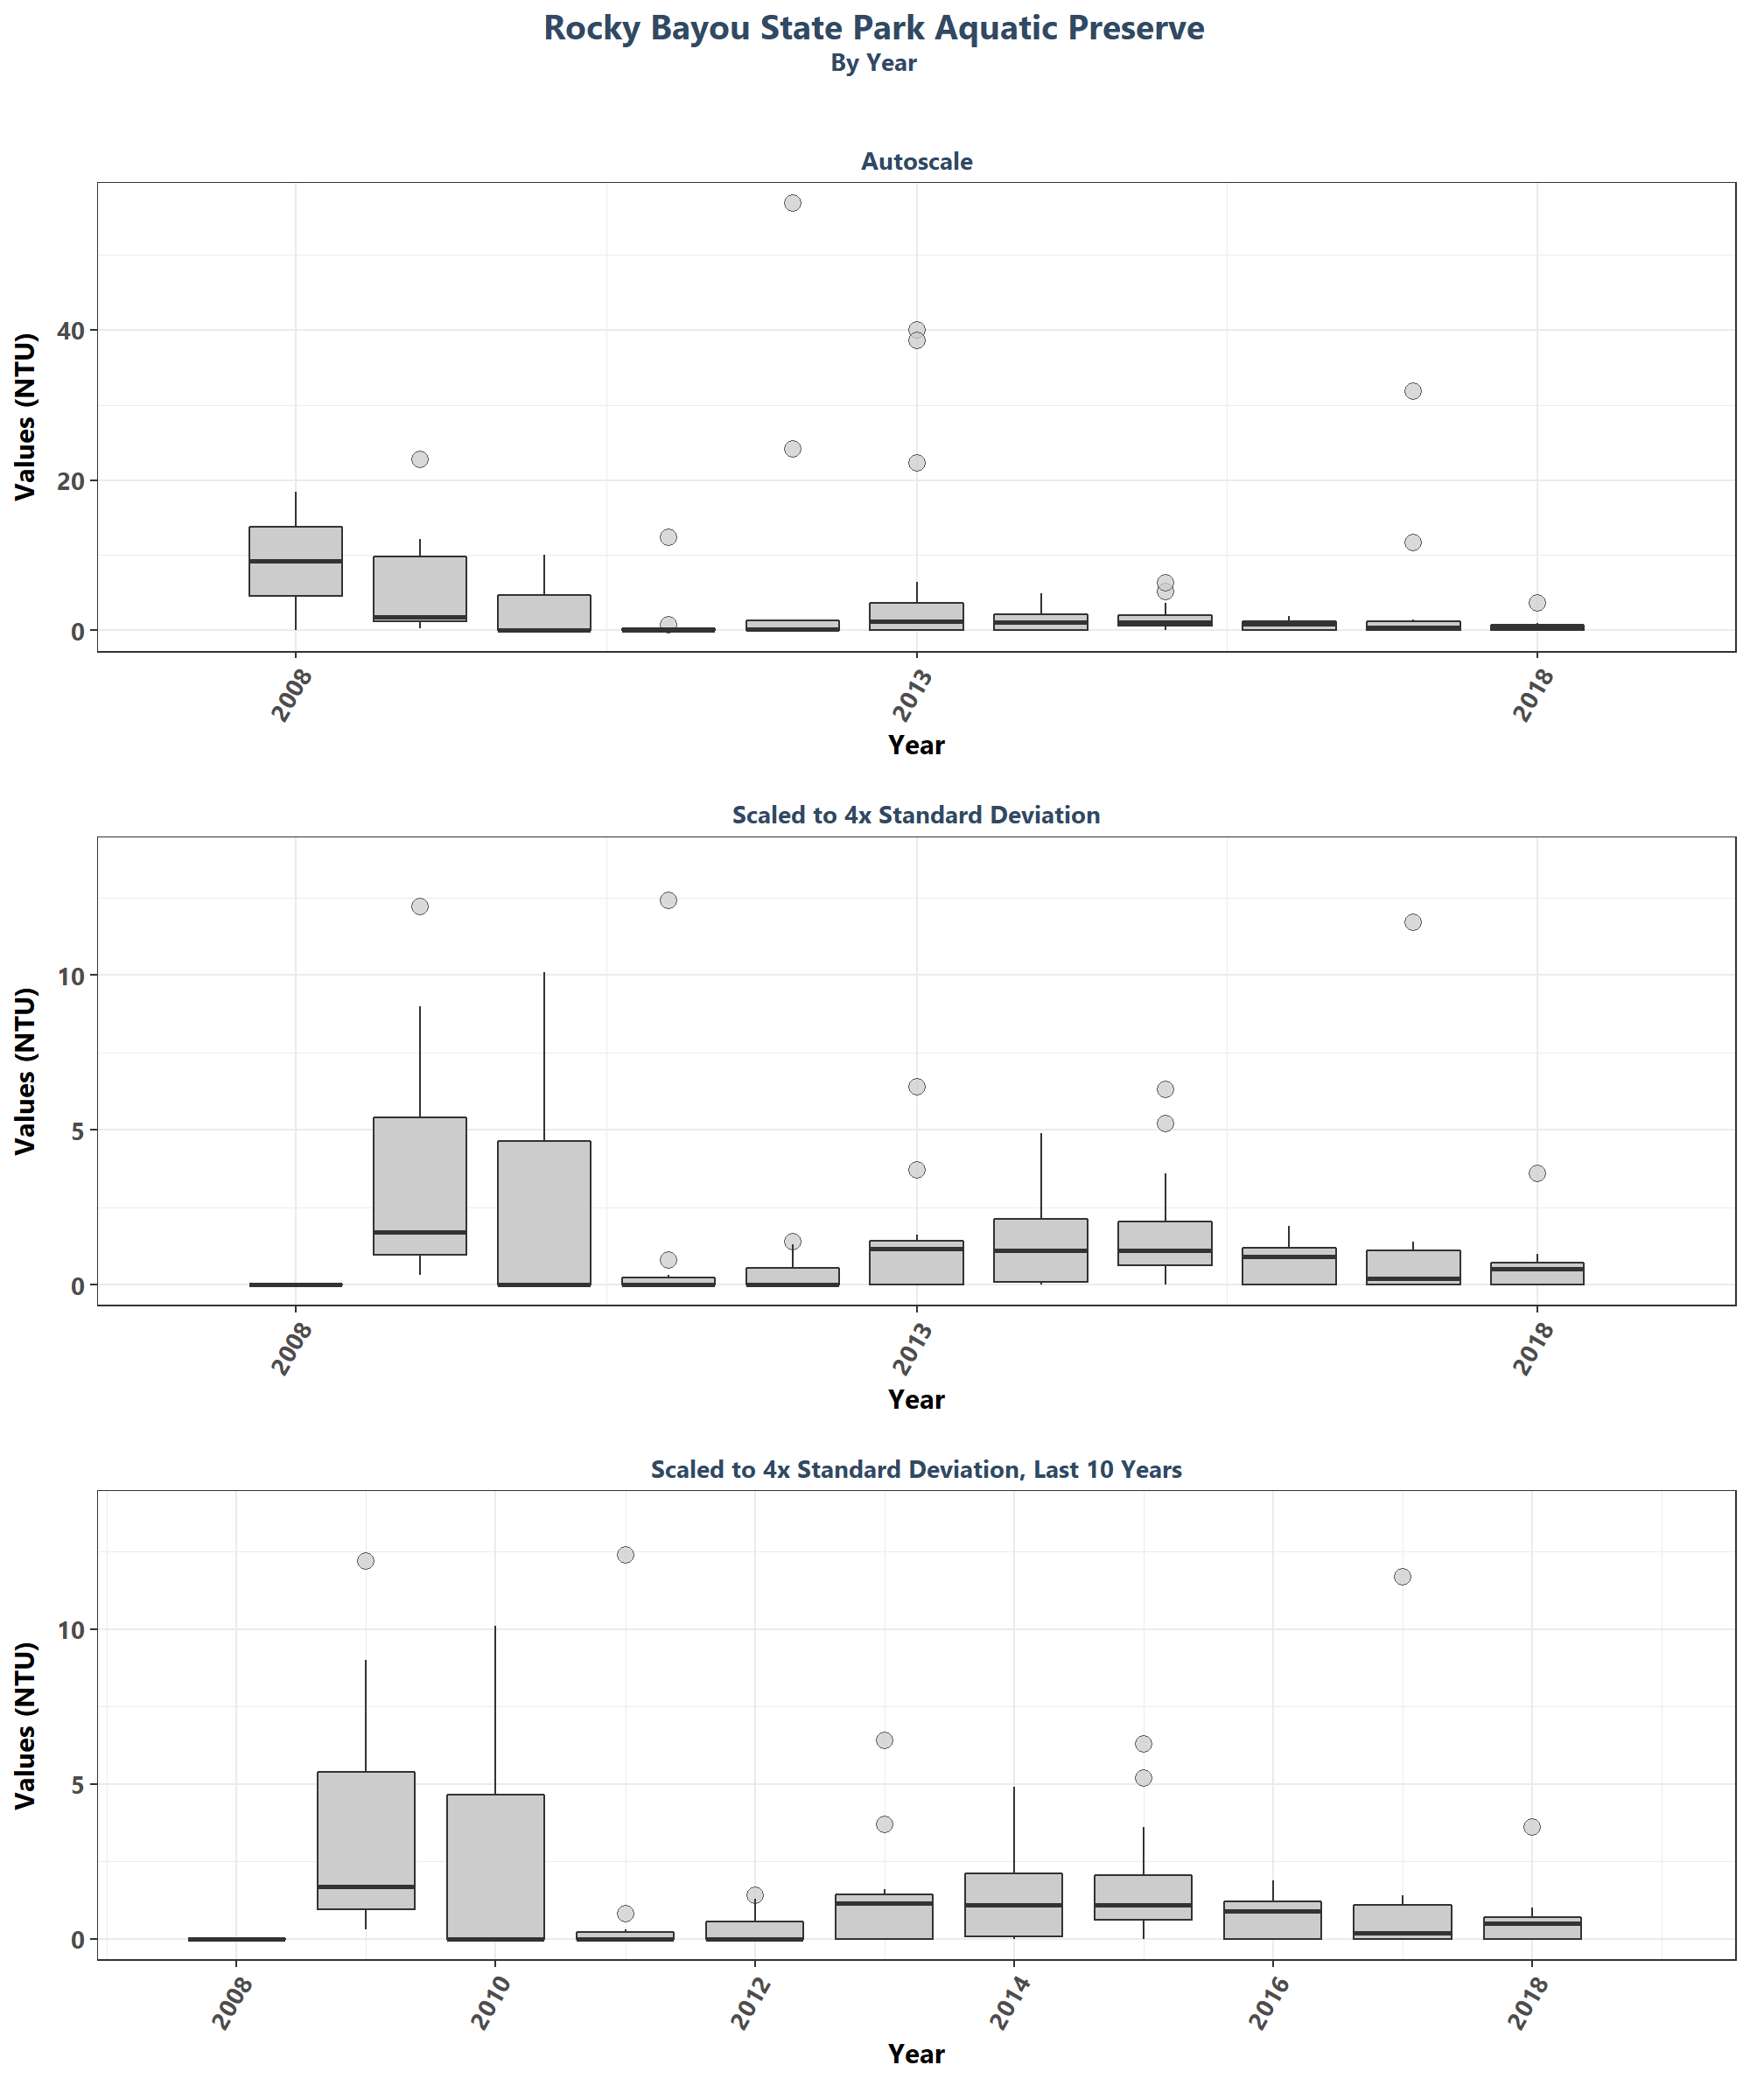 Rocky Bayou State Park Aquatic Preserve
By Year
Autoscale
Values (NTU)
40
20
0
2008
2013
2018
Year
Scaled to 4x Standard Deviation
Values (NTU)
10
5
0
2008
2013
2018
Year
Scaled to 4x Standard Deviation, Last 10 Years
Values (NTU)
10
5
0
2008
2010
2012
2014
2016
2018
Year